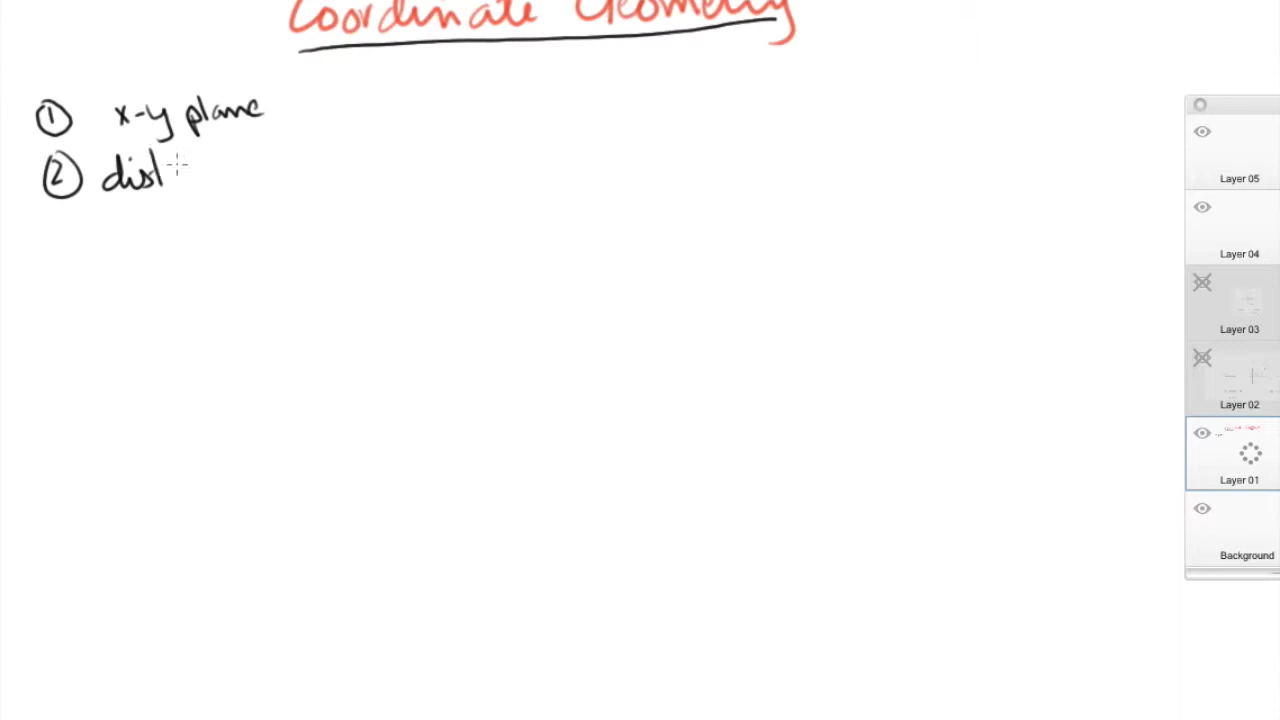 Coordinate Geometry
① x-y plane
② dist
Layer 05
Layer 04
Layer 03
Layer 02
Layer 01
Background